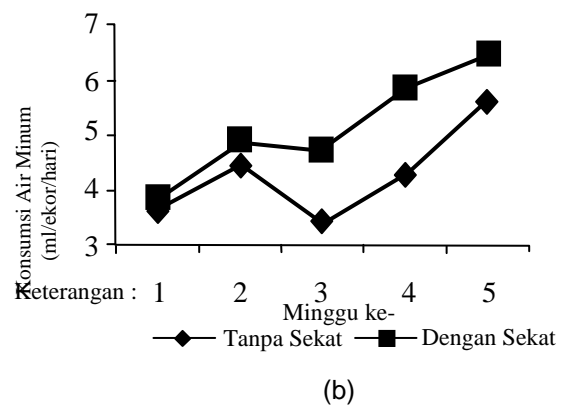 7
6
5
4
3
Konsumsi Air Minum
(ml/ekor/hari)
Keterangan : 1 2 3 4 5
Minggu ke-
Tanpa Sekat Dengan Sekat
(b)